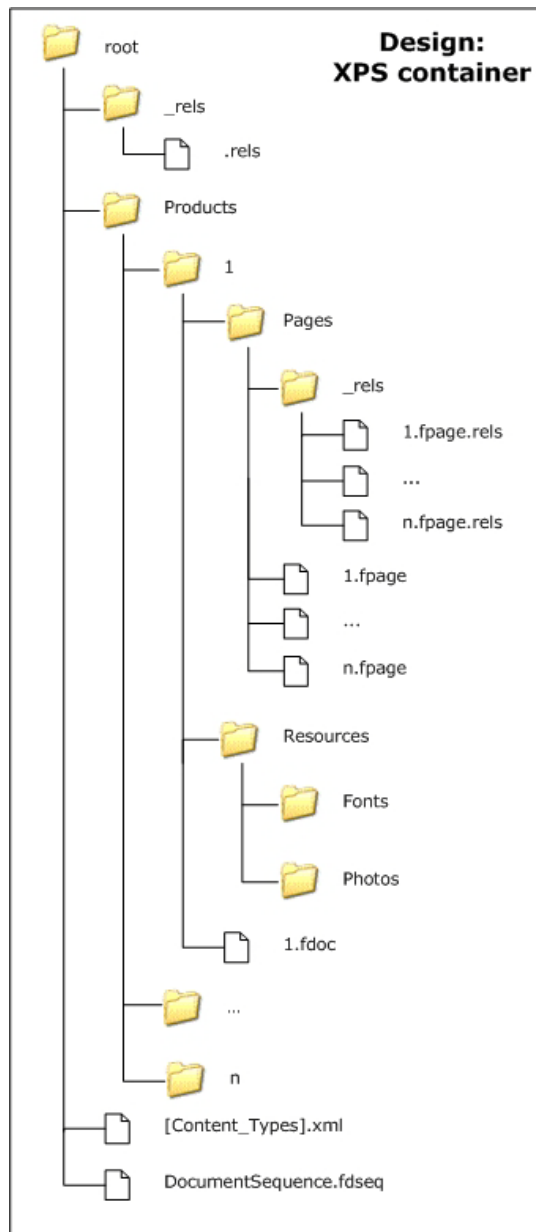 Design:
XPS container
root
_rels
.rels
Products
1
Pages
_rels
1.fpage.rels
...
n.fpage.rels
1.fpage
...
n.fpage
Resources
Fonts
Photos
1.fdoc
...
n
[Content_Types].xml
DocumentSequence.fdseq